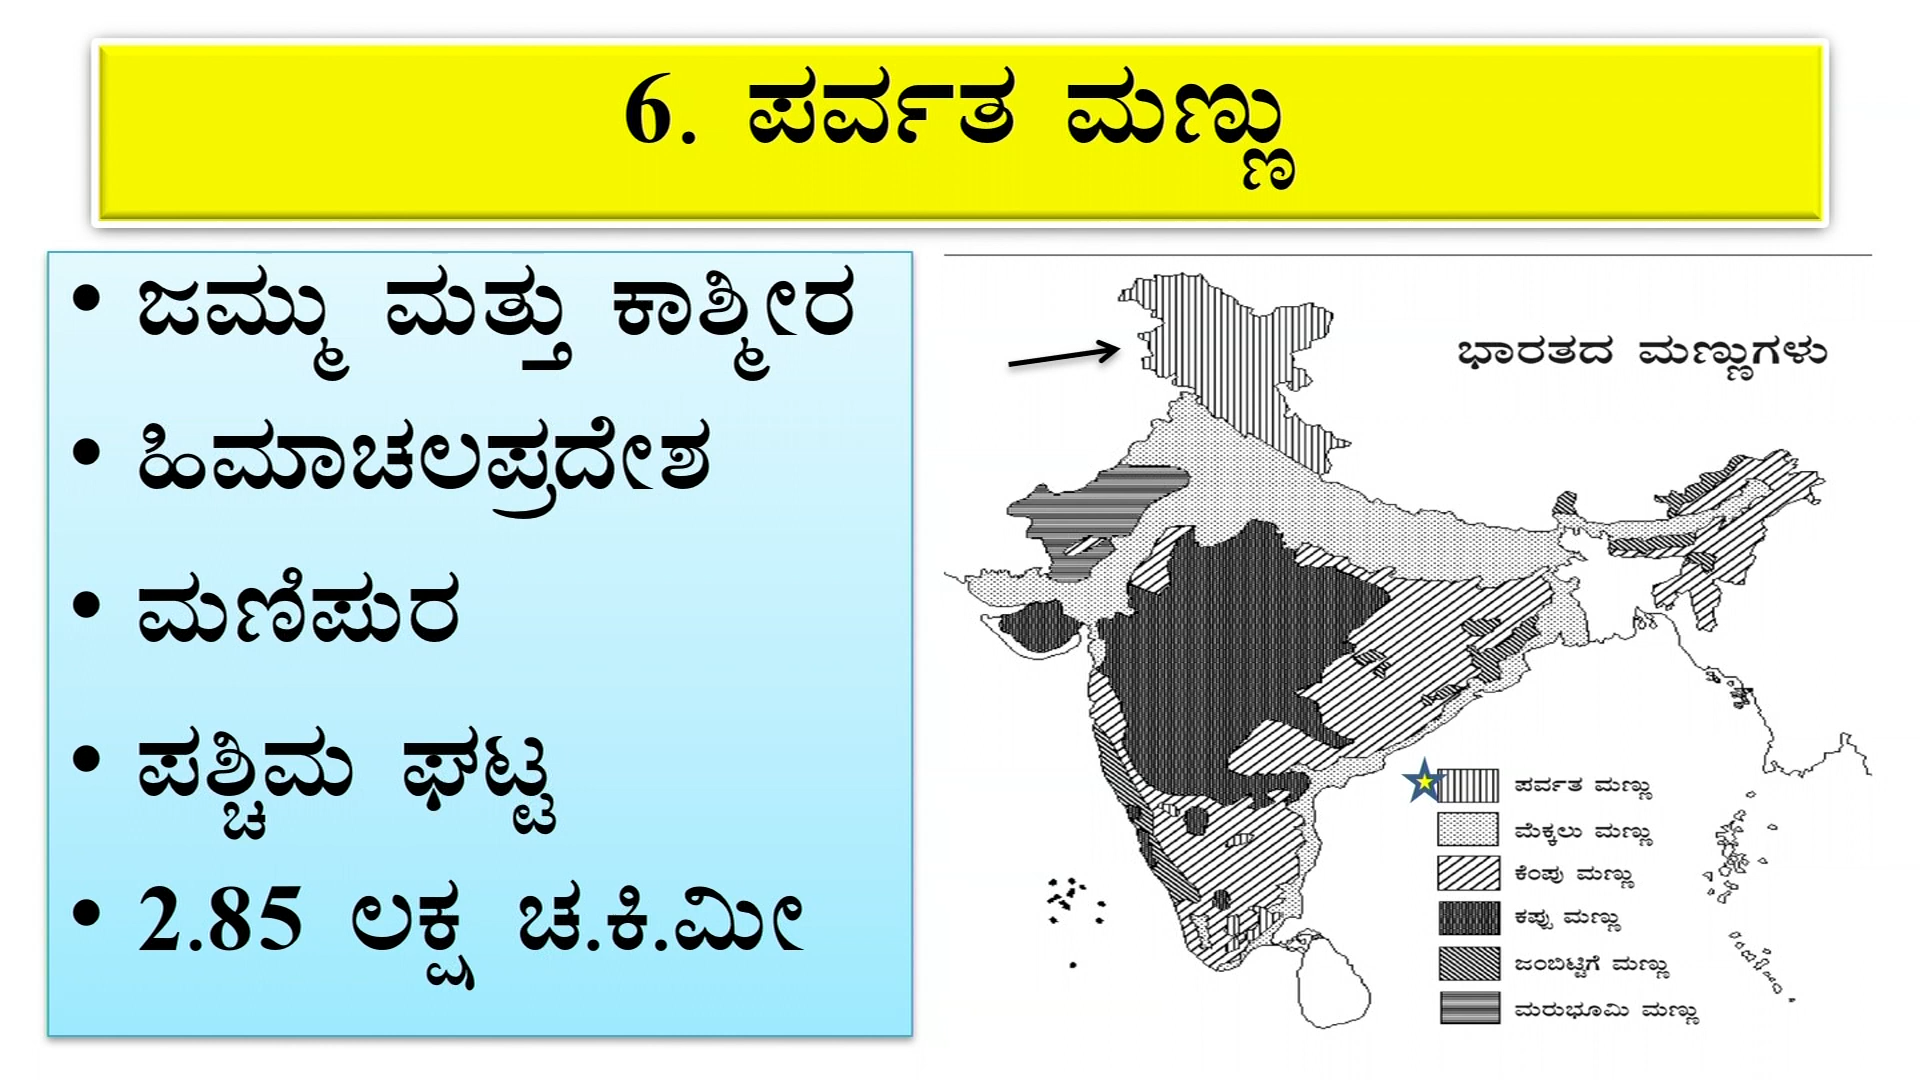 6. ಪರ್ವತ ಮಣ್ಣು
• ಜಮ್ಮು ಮತ್ತು ಕಾಶ್ಮೀರ
• ಹಿಮಾಚಲಪ್ರದೇಶ
• ಮಣಿಪುರ
• ಪಶ್ಚಿಮ ಘಟ್ಟ
• 2.85 ಲಕ್ಷ ಚ.ಕಿ.ಮೀ
ಭಾರತದ ಮಣ್ಣುಗಳು
ಪರ್ವತ ಮಣ್ಣು
ಮೆಕ್ಕಲು ಮಣ್ಣು
ಕೆಂಪು ಮಣ್ಣು
ಕಪ್ಪು ಮಣ್ಣು
ಜಂಬಿಟ್ಟಿಗೆ ಮಣ್ಣು
ಮರುಭೂಮಿ ಮಣ್ಣು